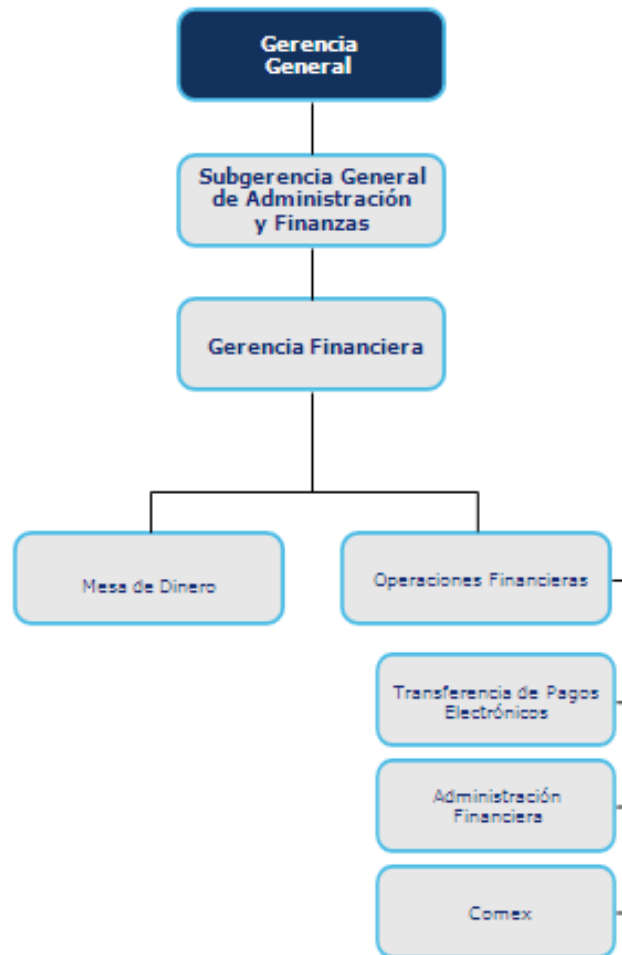 Gerencia
General
Subgerencia General
de Administración
y Finanzas
Gerencia Financiera
Mesa de Dinero
Operaciones Financieras
Transferencia de Pagos
Electrónicos
Administración
Financiera
Comex